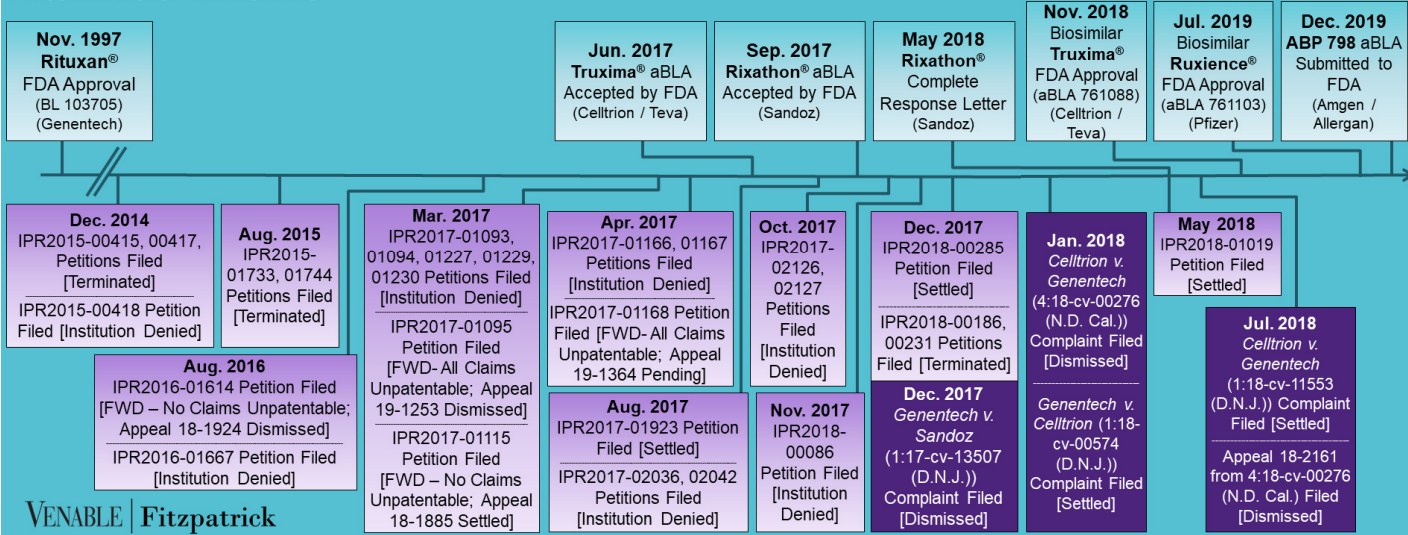 Nov. 1997
Rituxan®
FDA Approval
(BL 103705)
(Genentech)
Jun. 2017
Truxima® aBLA
Accepted by FDA
(Celltrion / Teva)
Sep. 2017
Rixathon® aBLA
Accepted by FDA
(Sandoz)
May 2018
Rixathon®
Complete
Response Letter
(Sandoz)
Nov. 2018
Biosimilar
Truxima®
FDA Approval
(aBLA 761088)
(Celltrion /
Teva)
Jul. 2019
Biosimilar
Ruxience®
FDA Approval
(aBLA 761103)
(Pfizer)
Dec. 2019
ABP 798 aBLA
Submitted to
FDA
(Amgen /
Allergan)
Dec. 2014
IPR2015-00415, 00417,
Petitions Filed
[Terminated]
IPR2015-00418 Petition
Filed [Institution Denied]
Aug. 2015
IPR2015-
01733, 01744
Petitions Filed
[Terminated]
Aug. 2016
IPR2016-01614 Petition Filed
[FWD – No Claims Unpatentable;
Appeal 18-1924 Dismissed]
IPR2016-01667 Petition Filed
[Institution Denied]
Mar. 2017
IPR2017-01093,
01094, 01227, 01229,
01230 Petitions Filed
[Institution Denied]
IPR2017-01095
Petition Filed
[FWD- All Claims
Unpatentable; Appeal
19-1253 Dismissed]
IPR2017-01115
Petition Filed
[FWD – No Claims
Unpatentable; Appeal
18-1885 Settled]
Apr. 2017
IPR2017-01166, 01167
Petitions Filed
[Institution Denied]
IPR2017-01168 Petition
Filed [FWD- All Claims
Unpatentable; Appeal
19-1364 Pending]
Aug. 2017
IPR2017-01923 Petition
Filed [Settled]
IPR2017-02036, 02042
Petitions Filed
[Institution Denied]
Oct. 2017
IPR2017-
02126,
02127
Petitions
Filed
[Institution
Denied]
Nov. 2017
IPR2018-
00086
Petition Filed
[Institution
Denied]
Dec. 2017
IPR2018-00285
Petition Filed
[Settled]
IPR2018-00186,
00231 Petitions
Filed [Terminated]
Dec. 2017
Genentech v.
Sandoz
(1:17-cv-13507
(D.N.J.))
Complaint Filed
[Dismissed]
Jan. 2018
Celltrion v.
Genentech
(4:18-cv-00276
(N.D. Cal.))
Complaint Filed
[Dismissed]
Genentech v.
Celltrion (1:18-
cv-00574
(D.N.J.))
Complaint Filed
[Settled]
May 2018
IPR2018-01019
Petition Filed
[Settled]
Jul. 2018
Celltrion v.
Genentech
(1:18-cv-11553
(D.N.J.)) Complaint
Filed [Settled]
Appeal 18-2161
from 4:18-cv-00276
(N.D. Cal.) Filed
[Dismissed]
VENABLE | Fitzpatrick